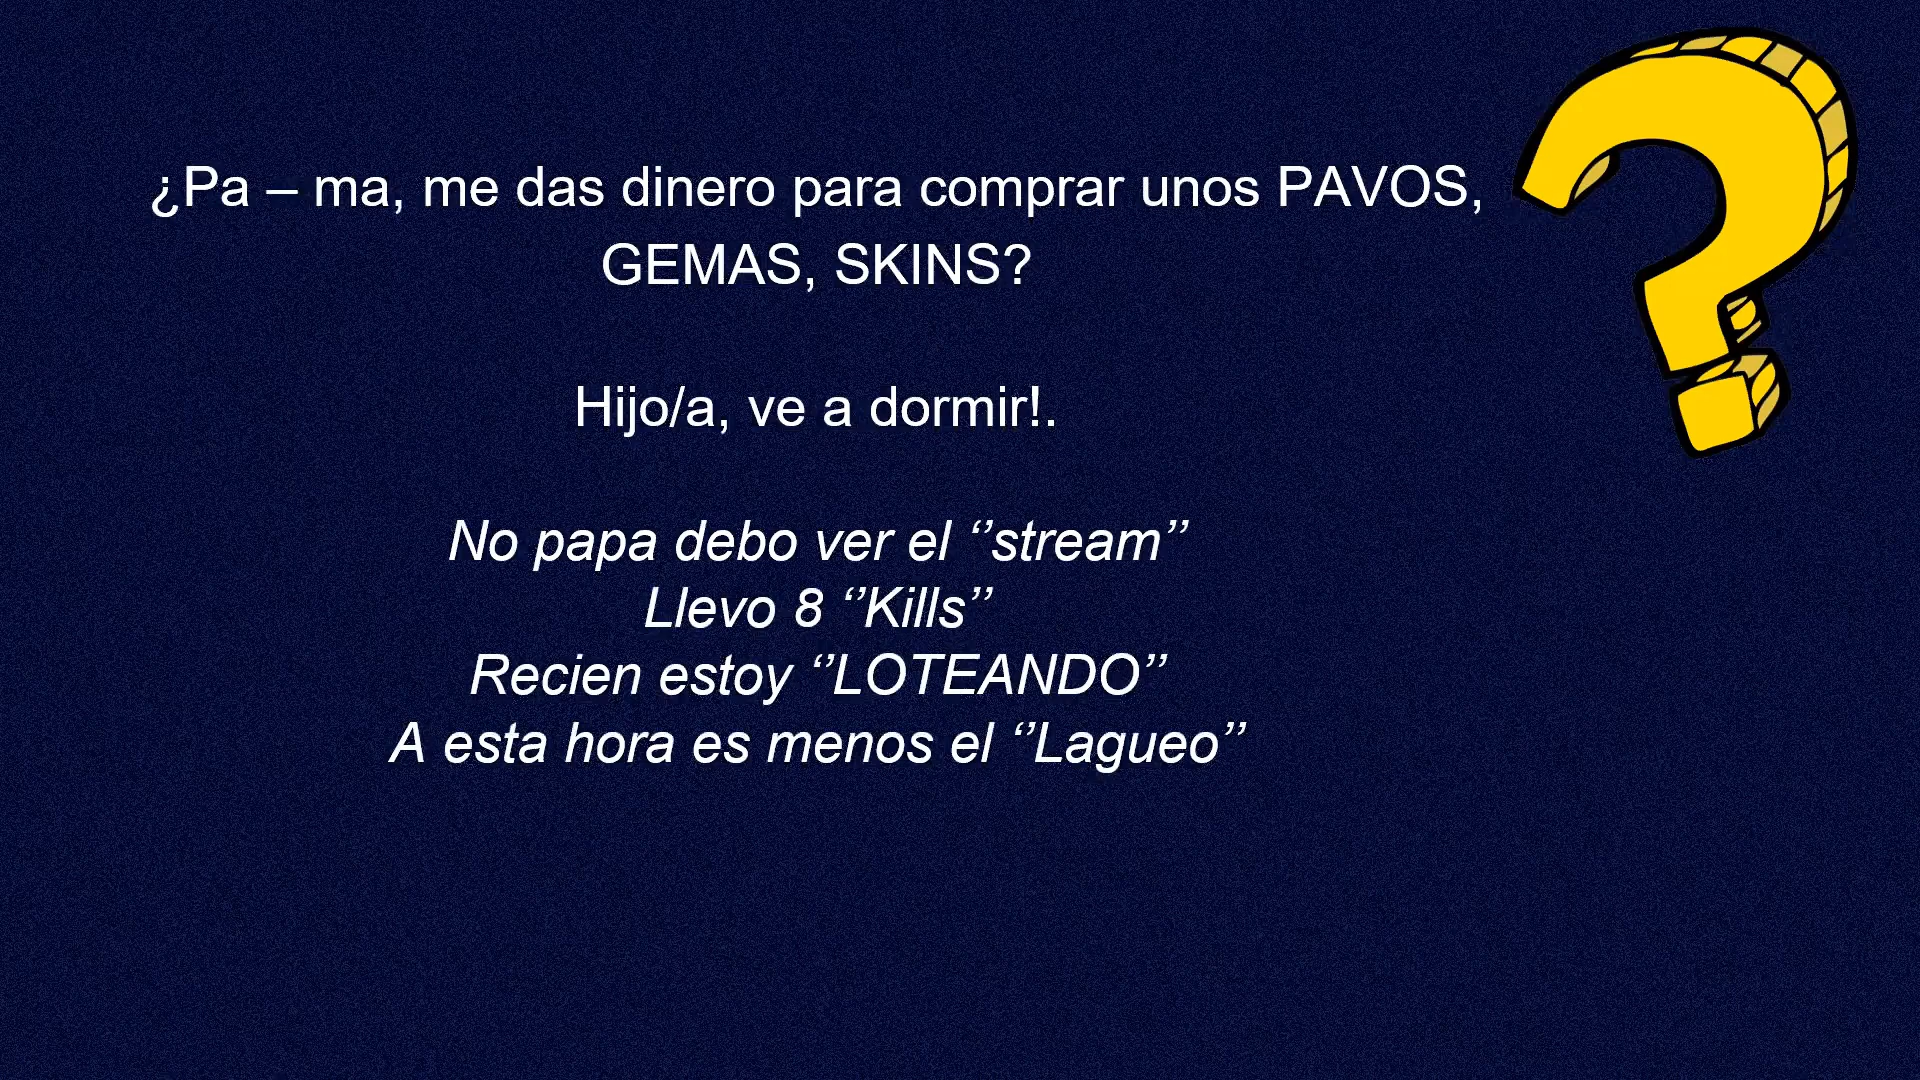 ¿Pa – ma, me das dinero para comprar unos PAVOS,
GEMAS, SKINS?
Hijo/a, ve a dormir!.
No papa debo ver el ‘’stream’’
Llevo 8 ‘’Kills’’
Recien estoy ‘’LOTEANDO’’
A esta hora es menos el ‘’Lagueo’’